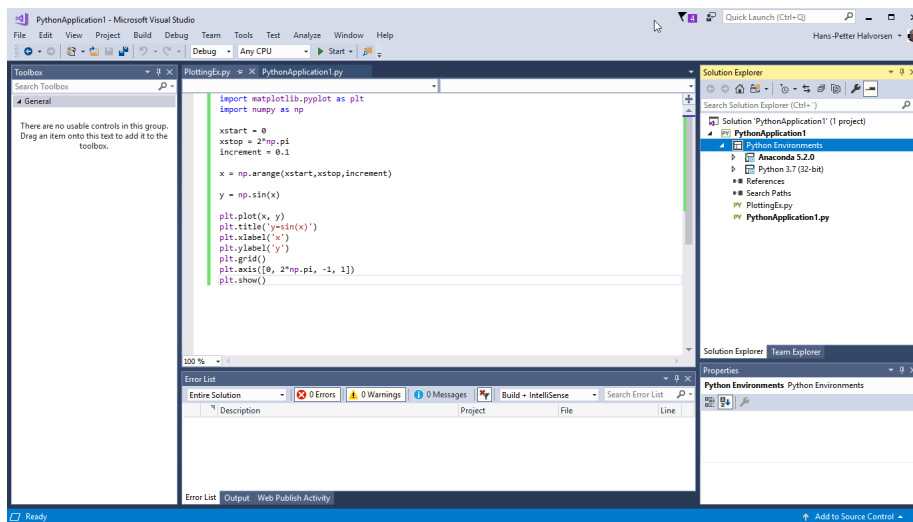 PythonApplication1 - Microsoft Visual Studio
4
Quick Launch (Ctrl+Q)
File Edit View Project Build Debug Team Tools Test Analyze Window Help
Hans-Petter Halvorsen
Debug Any CPU Start
Toolbox
Search Toolbox
General
There are no usable controls in this group.
Drag an item onto this text to add it to the
toolbox.
PlottingEx.py PythonApplication1.py
import matplotlib.pyplot as plt
import numpy as np
xstart = 0
xstop = 2*np.pi
increment = 0.1
x = np.arange(xstart,xstop,increment)
y = np.sin(x)
plt.plot(x, y)
plt.title('y=sin(x)')
plt.xlabel('x')
plt.ylabel('y')
plt.grid()
plt.axis([0, 2*np.pi, -1, 1])
plt.show()
100 %
Error List
Entire Solution 0 Errors 0 Warnings 0 Messages Build + IntelliSense Search Error List
Description Project File Line
Error List Output Web Publish Activity
Solution Explorer
Search Solution Explorer (Ctrl+¨)
Solution 'PythonApplication1' (1 project)
PY PythonApplication1
Python Environments
Anaconda 5.2.0
Python 3.7 (32-bit)
References
Search Paths
PY PlottingEx.py
PY PythonApplication1.py
Solution Explorer Team Explorer
Properties
Python Environments Python Environments
Ready
Add to Source Control